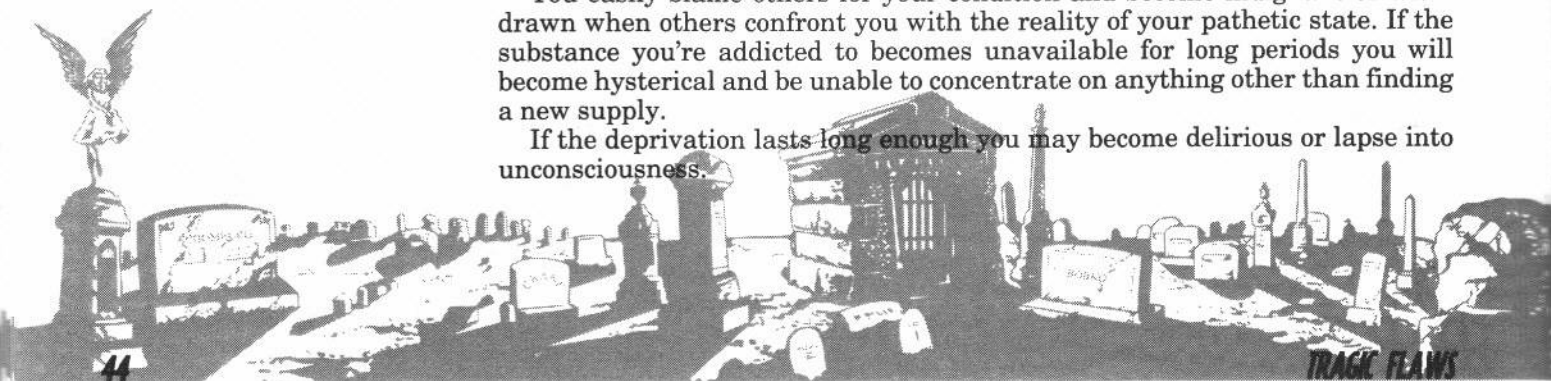 drawn when others confront you with the reality of your pathetic state. If the
substance you're addicted to becomes unavailable for long periods you will
become hysterical and be unable to concentrate on anything other than finding
a new supply.
If the deprivation lasts long enough you may become delirious or lapse into
unconsciousness.
44
TRAGIC FLAWS